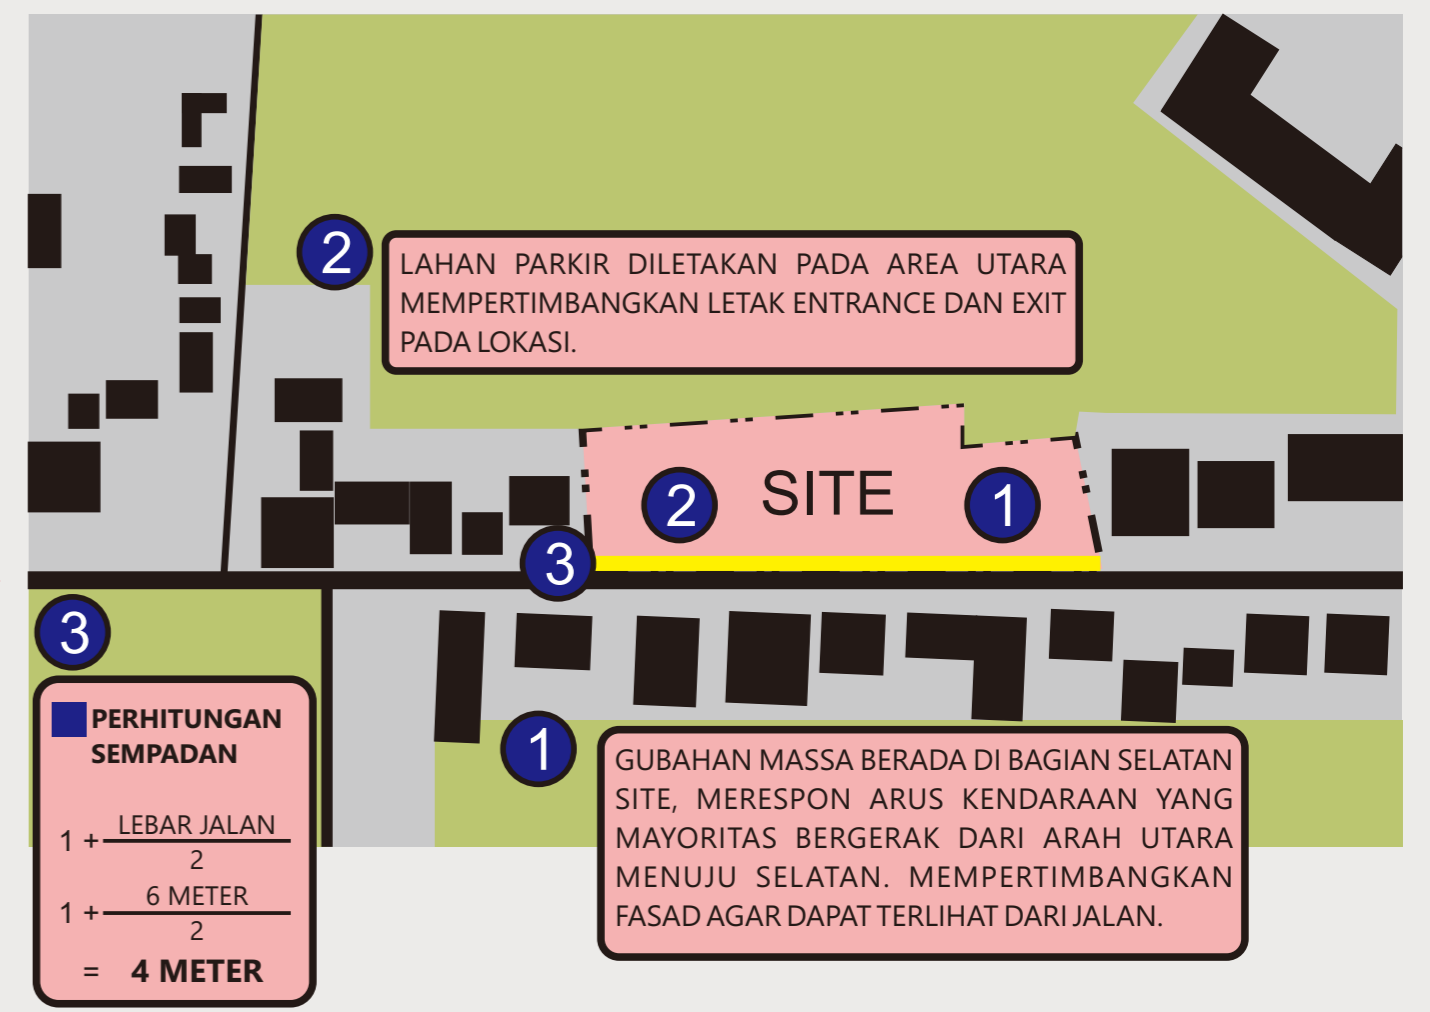 2
LAHAN PARKIR DILETAKAN PADA AREA UTARA
MEMPERTIMBANGKAN LETAK ENTRANCE DAN EXIT
PADA LOKASI.
2
SITE
1
3
3
PERHITUNGAN
SEMPADAN
1 + LEBAR JALAN
2
1 + 6 METER
2
= 4 METER
1
GUBAHAN MASSA BERADA DI BAGIAN SELATAN
SITE, MERESPON ARUS KENDARAAN YANG
MAYORITAS BERGERAK DARI ARAH UTARA
MENUJU SELATAN. MEMPERTIMBANGKAN
FASAD AGAR DAPAT TERLIHAT DARI JALAN.